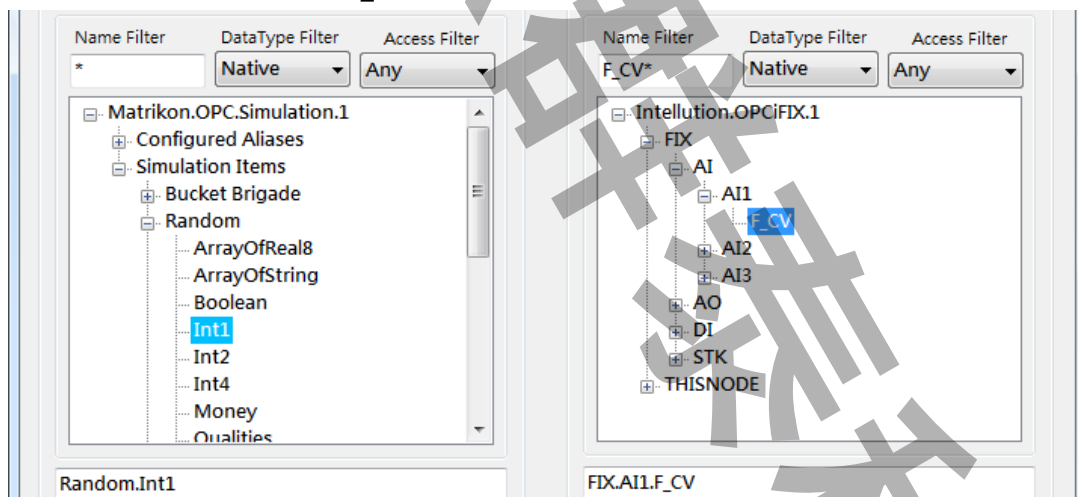 Name Filter DataType Filter Access Filter
* Native Any
Matrikon.OPC.Simulation.1
Configured Aliases
Simulation Items
Bucket Brigade
Random
ArrayOfReal8
ArrayOfString
Boolean
Int1
Int2
Int4
Money
Qualities
Random.Int1
Name Filter DataType Filter Access Filter
F_CV* Native Any
Intellution.OPCiFIX.1
FIX
AI
AI1
F_CV
AI2
AI3
AO
DI
STK
THISNODE
FIX.AI1.F_CV